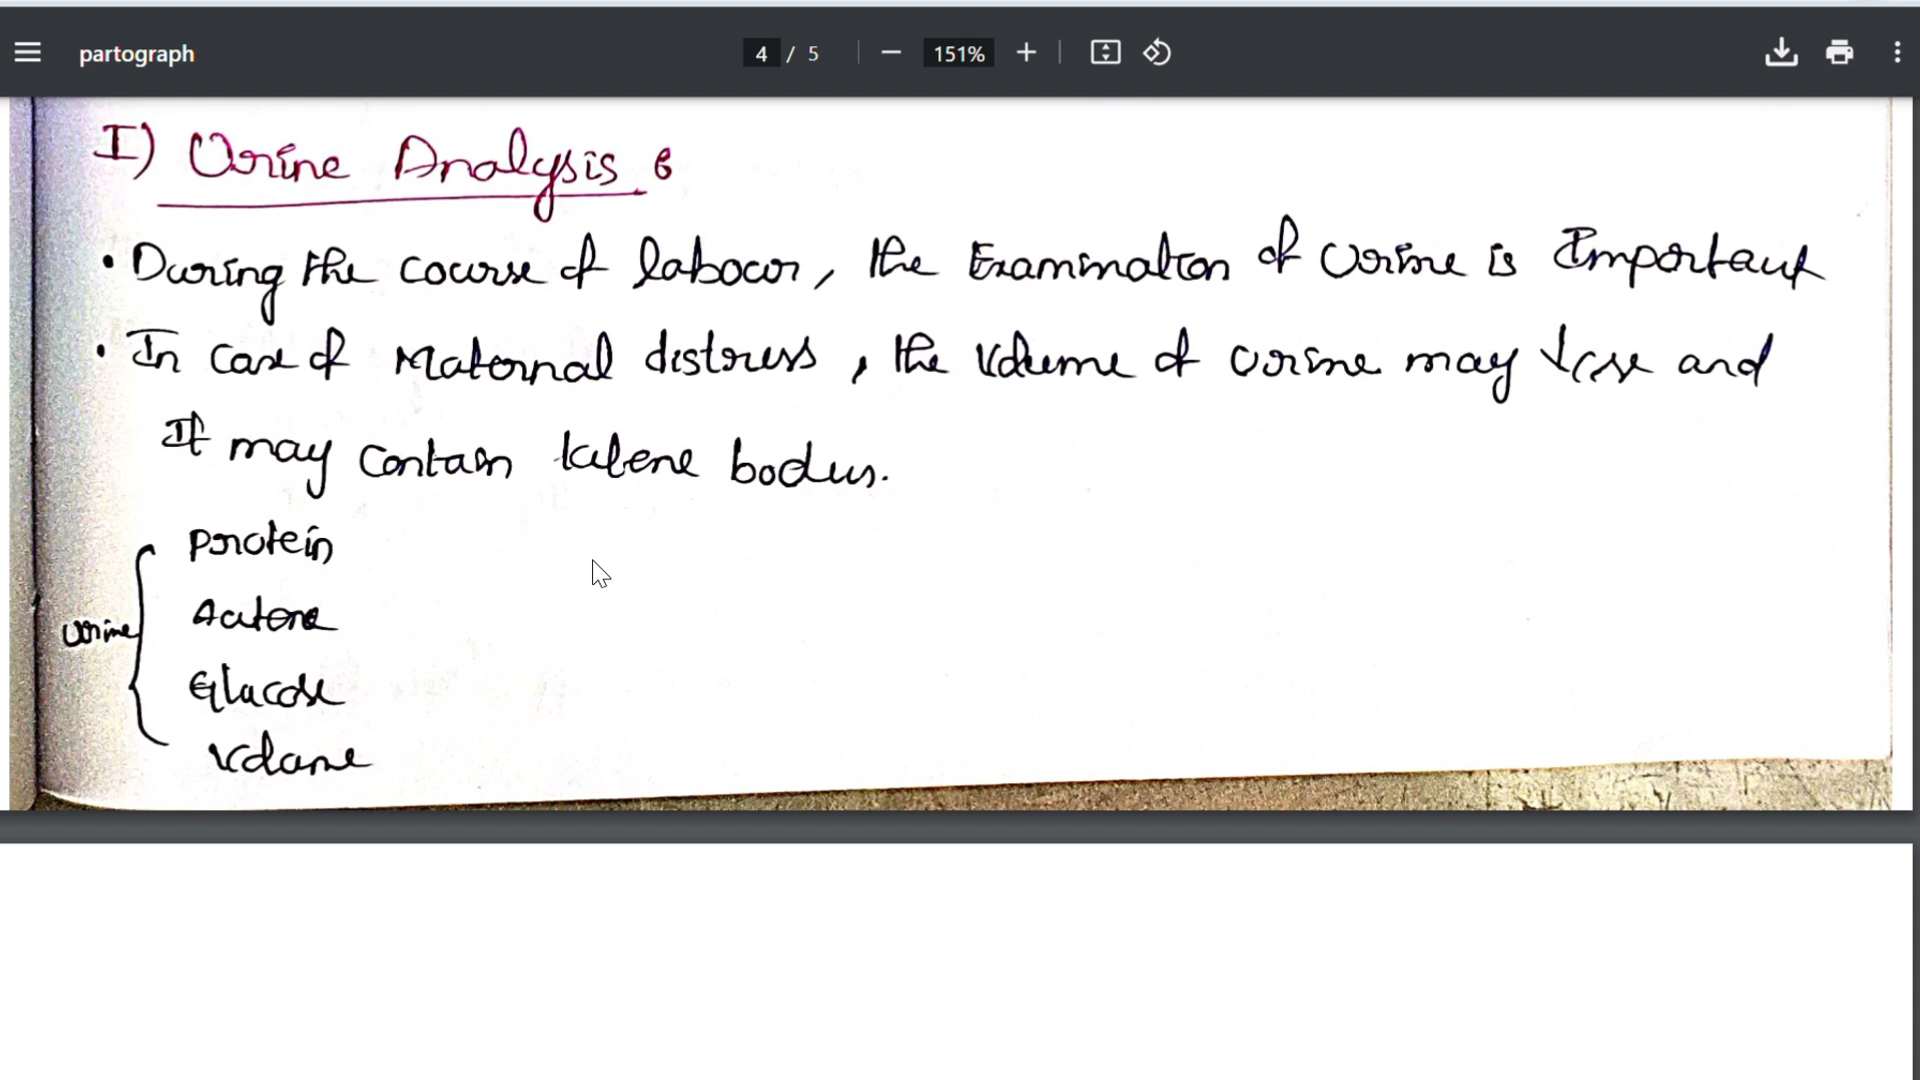 partograph
4 / 5
151%
I) Urine Analysis :
• During the course of labour, the Examination of Urine is Important
• In case of Maternal distress, the Volume of Urine may ↓se and
It may contain ketone bodies.
Protein
Acetone
Urine
Glucose
Volume